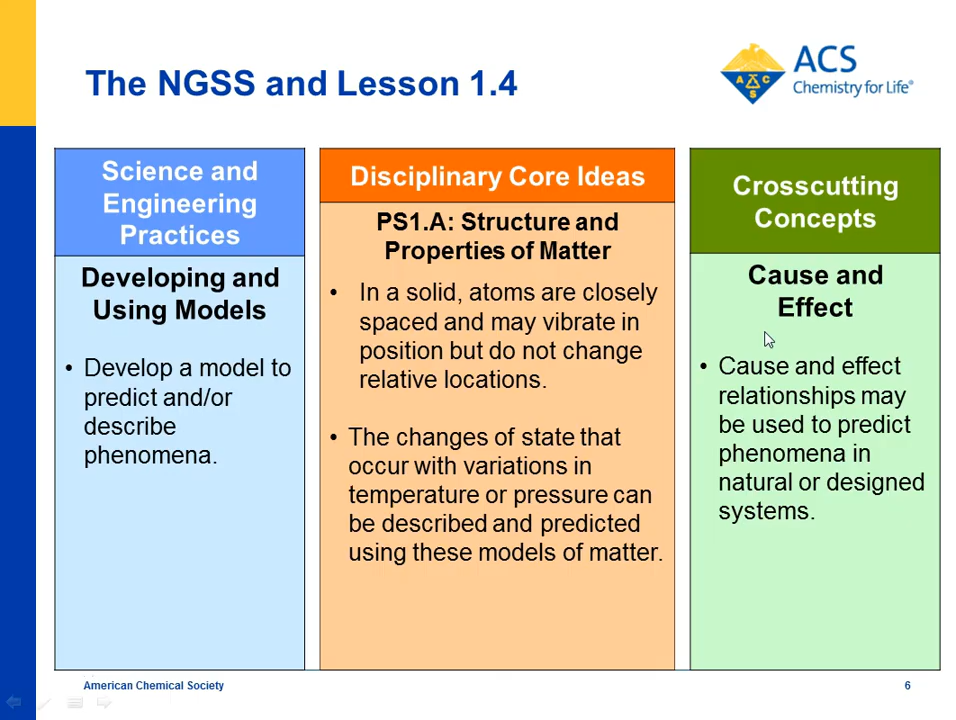 The NGSS and Lesson 1.4
A C S
ACS
Chemistry for Life®
Science and
Engineering
Practices
Developing and
Using Models
• Develop a model to
predict and/or
describe
phenomena.
Disciplinary Core Ideas
PS1.A: Structure and
Properties of Matter
• In a solid, atoms are closely
spaced and may vibrate in
position but do not change
relative locations.
• The changes of state that
occur with variations in
temperature or pressure can
be described and predicted
using these models of matter.
Crosscutting
Concepts
Cause and
Effect
• Cause and effect
relationships may
be used to predict
phenomena in
natural or designed
systems.
American Chemical Society
6